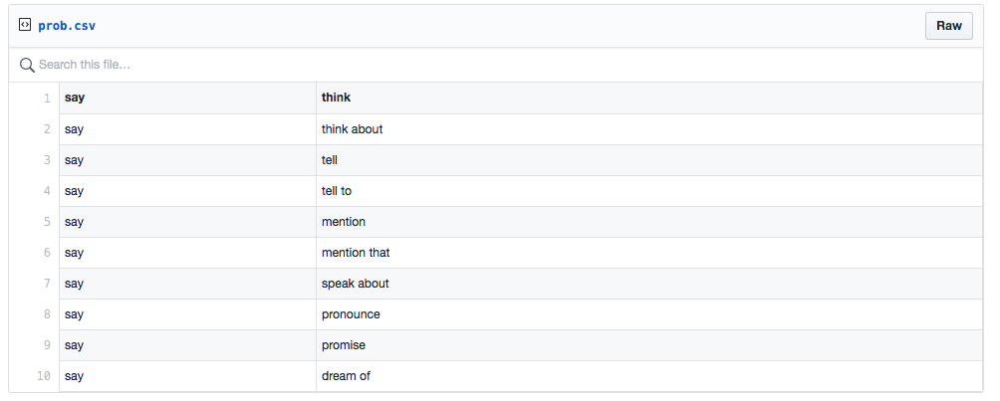 prob.csv Raw
Search this file...
1 say think
2 say think about
3 say tell
4 say tell to
5 say mention
6 say mention that
7 say speak about
8 say pronounce
9 say promise
10 say dream of